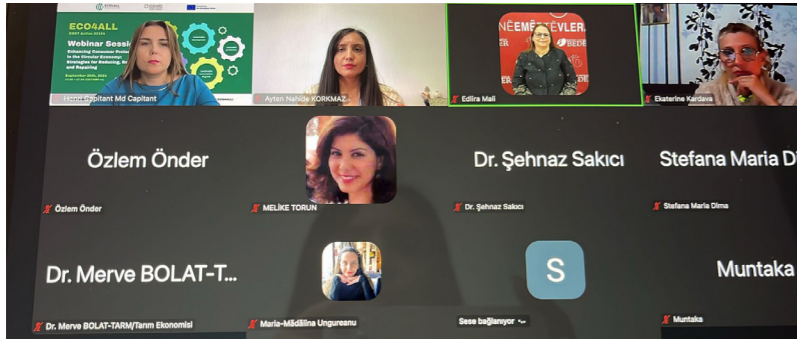 ECO4ALL
Webinar Sessi
Enhancing Consumer Prote
in the Circular Economy:
Strategies for Reducing, Re
and Repairing
Henri Capitant Md Capitant
Ayten Nahide KORKMAZ
NËEMËTTËVLER
BEDER
Edlira Mali
Ekaterine Kardava
Özlem Önder
Dr. Şehnaz Sakıcı
Stefana Maria Di
Özlem Önder
MELİKE TORUN
Dr. Şehnaz Sakıcı
Stefana Maria Dima
Dr. Merve BOLAT-T...
S
Muntaka
Dr. Merve BOLAT-TARM/Tarım Ekonomisi
Maria-Mădălina Ungureanu
Sese bağlanıyor
Muntaka